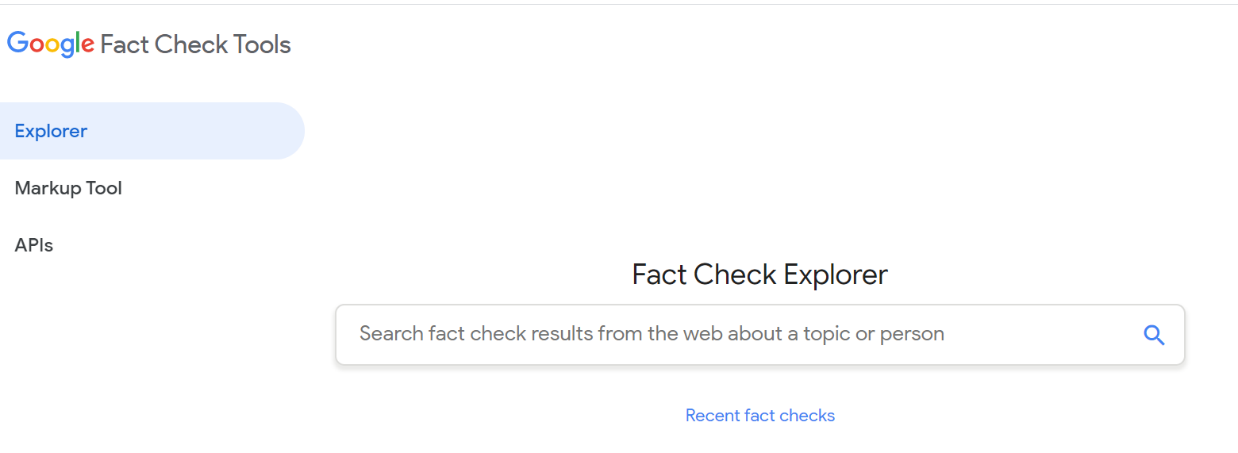 Google Fact Check Tools
Explorer
Markup Tool
APIs
Fact Check Explorer
Search fact check results from the web about a topic or person
Recent fact checks